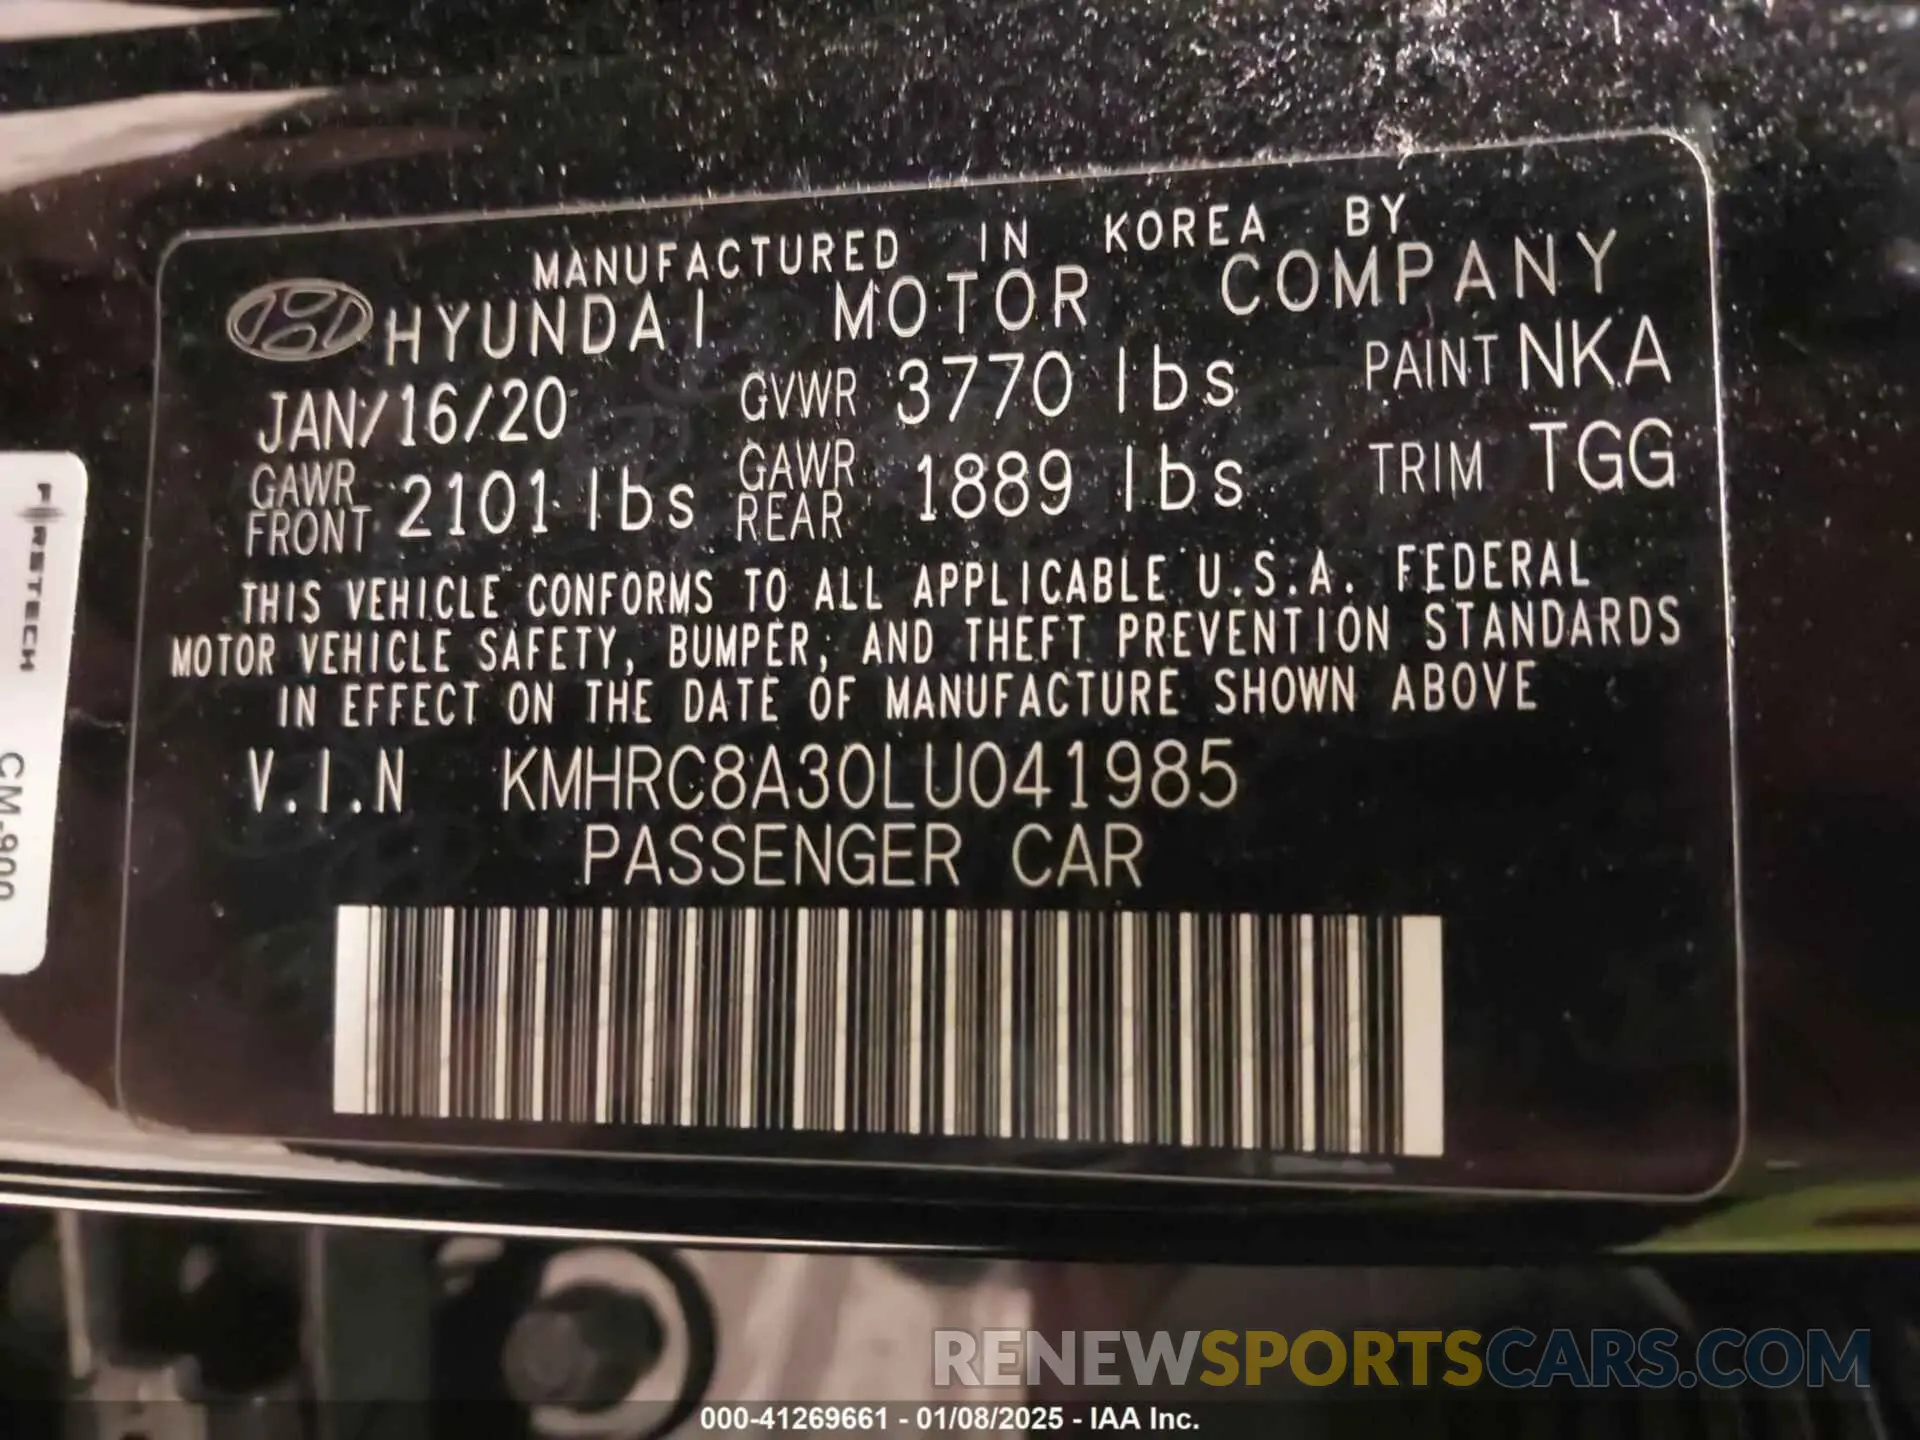 MANUFACTURED IN KOREA BY
HYUNDAI MOTOR COMPANY
JAN/16/20 GVWR 3770 lbs PAINT NKA
GAWR FRONT 2101 lbs GAWR REAR 1889 lbs TRIM TGG
THIS VEHICLE CONFORMS TO ALL APPLICABLE U.S.A. FEDERAL
MOTOR VEHICLE SAFETY, BUMPER, AND THEFT PREVENTION STANDARDS
IN EFFECT ON THE DATE OF MANUFACTURE SHOWN ABOVE
V.I.N KMHRC8A30LU041985
PASSENGER CAR
FIRSTECH
CM-900
RENEWSPORTSCARS.COM
000-41269661 - 01/08/2025 - IAA Inc.